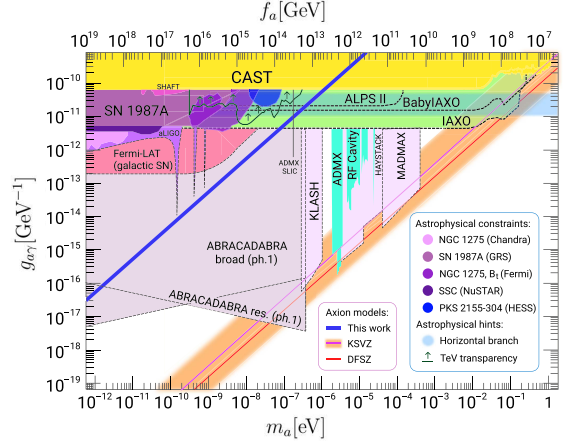 f_a[GeV]
10^19 10^18 10^17 10^16 10^15 10^14 10^13 10^12 10^11 10^10 10^9 10^8 10^7
g_aγ[GeV^−1]
10^−10
10^−11
10^−12
10^−13
10^−14
10^−15
10^−16
10^−17
10^−18
10^−19
CAST
SHAFT
SN 1987A
ALPS II
BabyIAXO
IAXO
aLIGO
Fermi-LAT
(galactic SN)
ADMX
SLIC
KLASH
ADMX
RF Cavity
HAYSTACK
MADMAX
ABRACADABRA
broad (ph.1)
ABRACADABRA res. (ph.1)
Astrophysical constraints:
NGC 1275 (Chandra)
SN 1987A (GRS)
NGC 1275, B_t (Fermi)
SSC (NuSTAR)
PKS 2155-304 (HESS)
Astrophysical hints:
Horizontal branch
TeV transparency
Axion models:
This work
KSVZ
DFSZ
10^−12 10^−11 10^−10 10^−9 10^−8 10^−7 10^−6 10^−5 10^−4 10^−3 10^−2 10^−1 1
m_a[eV]